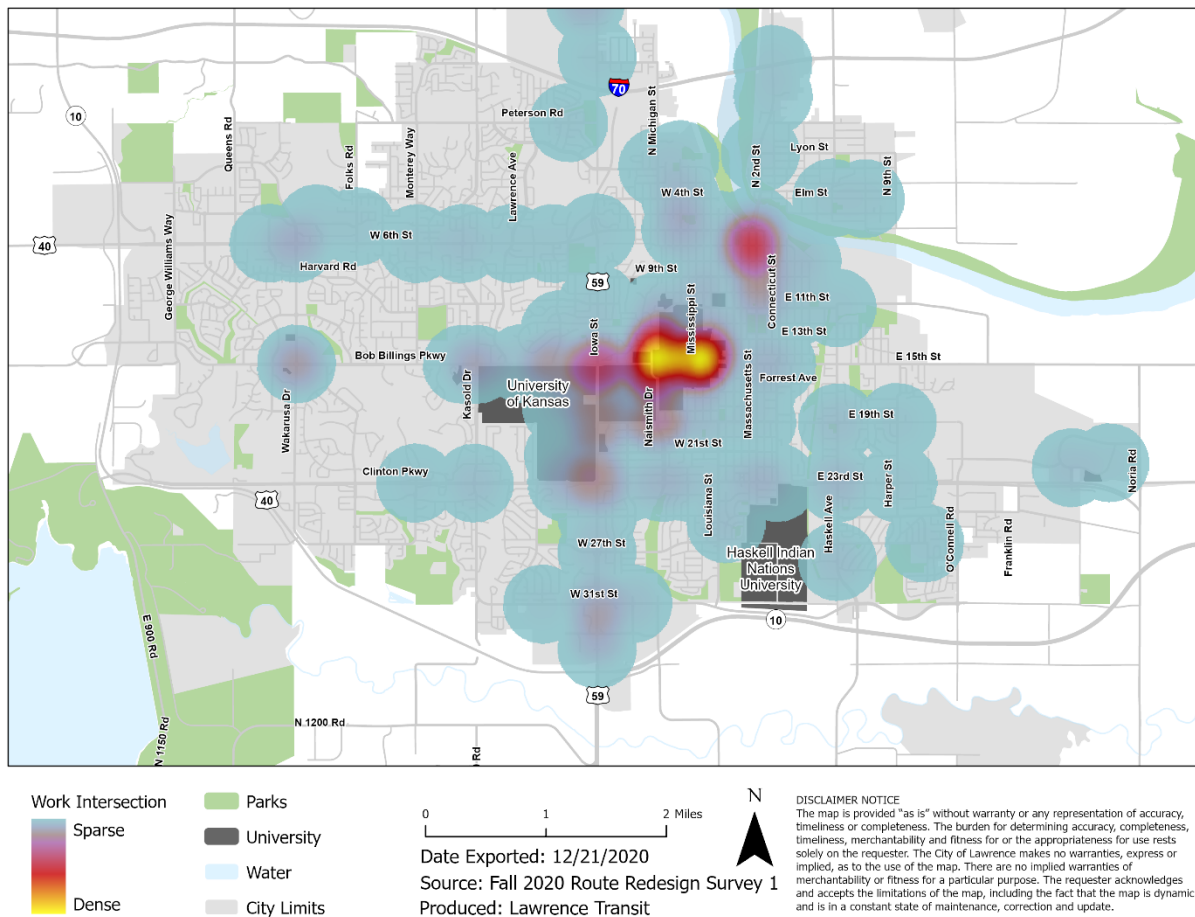 70
10
Peterson Rd
N Michigan St
Queens Rd
Folks Rd
Monterey Way
Lawrence Ave
N 2nd St
Lyon St
N 9th St
W 4th St
Elm St
George Williams Way
40
W 6th St
Harvard Rd
W 9th St
59
Connecticut St
E 11th St
Mississippi St
E 13th St
Iowa St
Bob Billings Pkwy
E 15th St
Kasold Dr
University
of Kansas
Naismith Dr
Massachusetts St
Forrest Ave
Wakarusa Dr
E 19th St
W 21st St
Clinton Pkwy
Louisiana St
E 23rd St
Harper St
Noria Rd
40
Haskell Ave
O'Connell Rd
Franklin Rd
W 27th St
Haskell Indian
Nations
University
W 31st St
10
E 900 Rd
59
N 1200 Rd
N 1150 Rd
Work Intersection
Sparse
Dense
Parks
University
Water
City Limits
0 1 2 Miles
Date Exported: 12/21/2020
Source: Fall 2020 Route Redesign Survey 1
Produced: Lawrence Transit
N
DISCLAIMER NOTICE
The map is provided "as is" without warranty or any representation of accuracy,
timeliness or completeness. The burden for determining accuracy, completeness,
timeliness, merchantability and fitness for or the appropriateness for use rests
solely on the requester. The City of Lawrence makes no warranties, express or
implied, as to the use of the map. There are no implied warranties of
merchantability or fitness for a particular purpose. The requester acknowledges
and accepts the limitations of the map, including the fact that the map is dynamic
and is in a constant state of maintenance, correction and update.